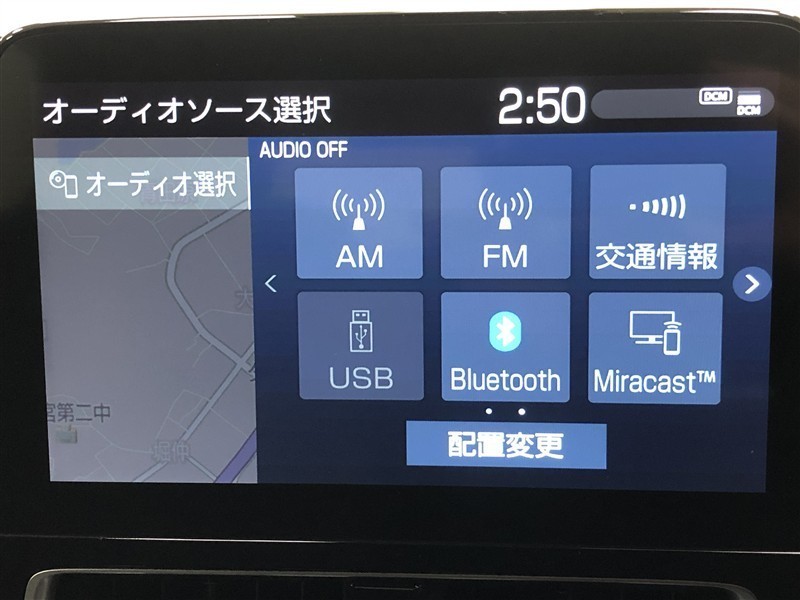 オーディオソース選択
2:50
DCM
DCM
AUDIO OFF
オーディオ選択
AM
FM
交通情報
USB
Bluetooth
Miracast™
宮第二中
堀仲
配置変更